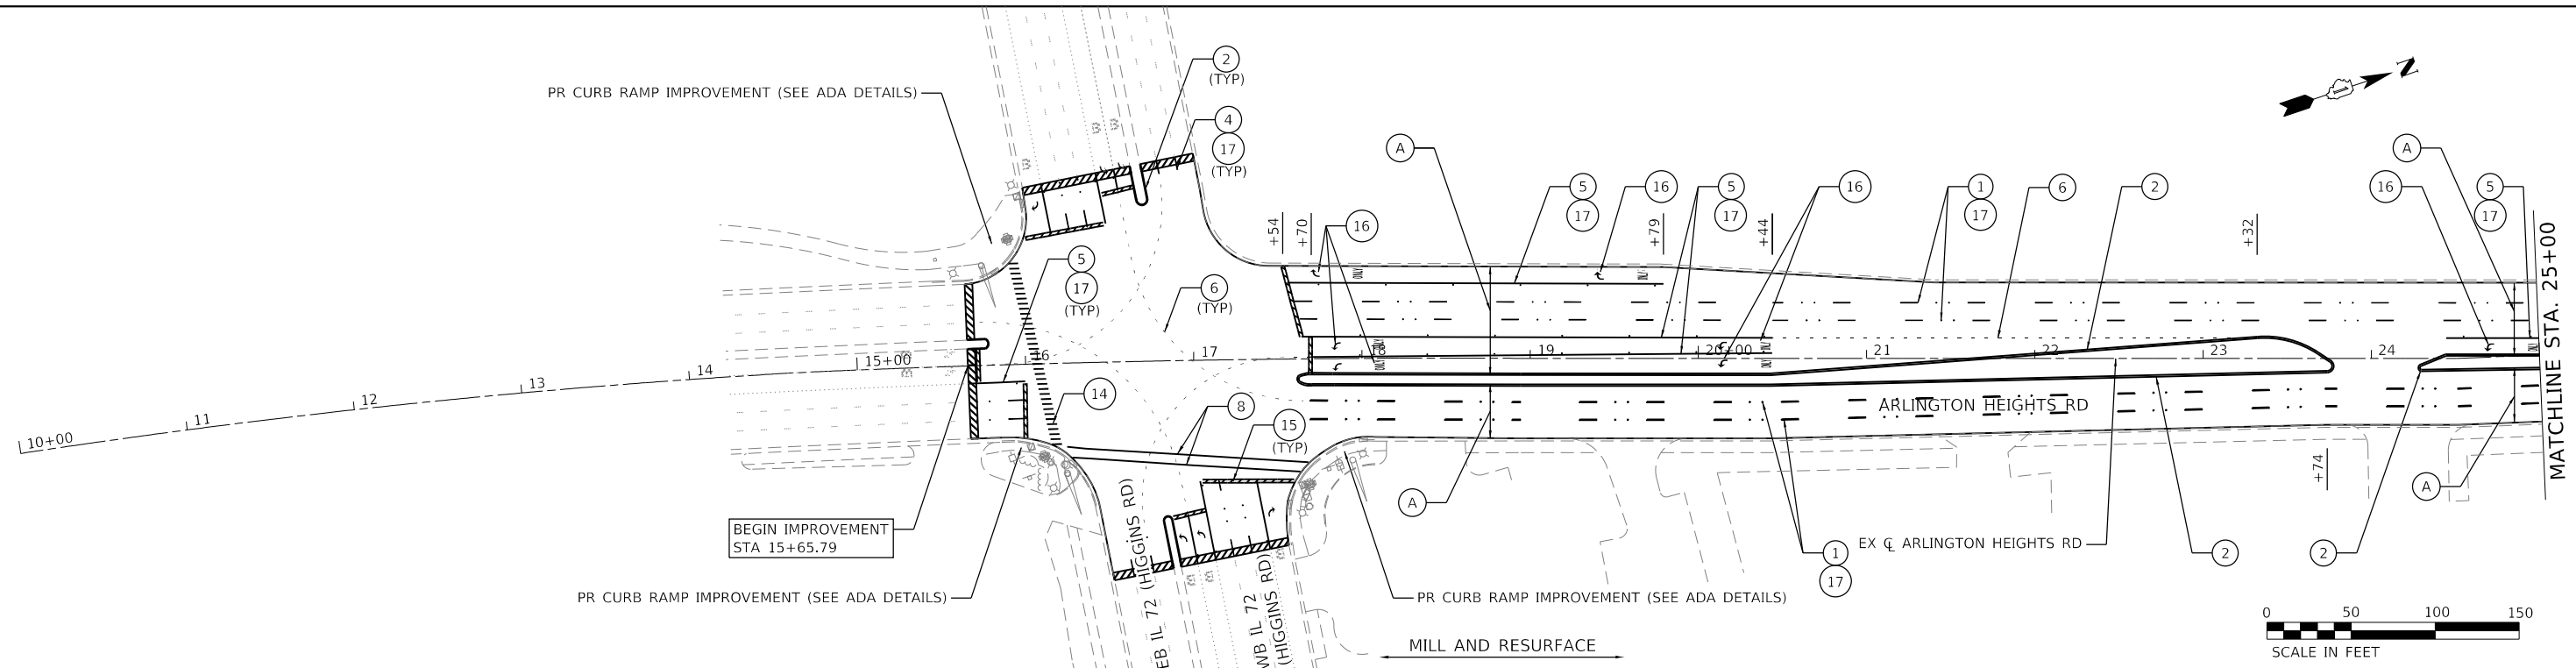 PR CURB RAMP IMPROVEMENT (SEE ADA DETAILS)
2
(TYP)
4
17
(TYP)
N
A
A
5
17
16
5
17
16
1
17
6
2
16
5
17
+54
+70
16
+79
+44
+32
5
17
(TYP)
6
(TYP)
ONLY
ONLY
MATCHLINE STA. 25+00
10+00
11
12
13
14
15+00
16
17
19
20+00
21
22
23
24
14
8
15
(TYP)
ARLINGTON HEIGHTS RD
+74
A
A
BEGIN IMPROVEMENT
STA 15+65.79
EB IL 72 (HIGGINS RD)
WB IL 72
(HIGGINS RD)
1
17
EX ℄ ARLINGTON HEIGHTS RD
2
2
PR CURB RAMP IMPROVEMENT (SEE ADA DETAILS)
PR CURB RAMP IMPROVEMENT (SEE ADA DETAILS)
MILL AND RESURFACE
0 50 100 150
SCALE IN FEET